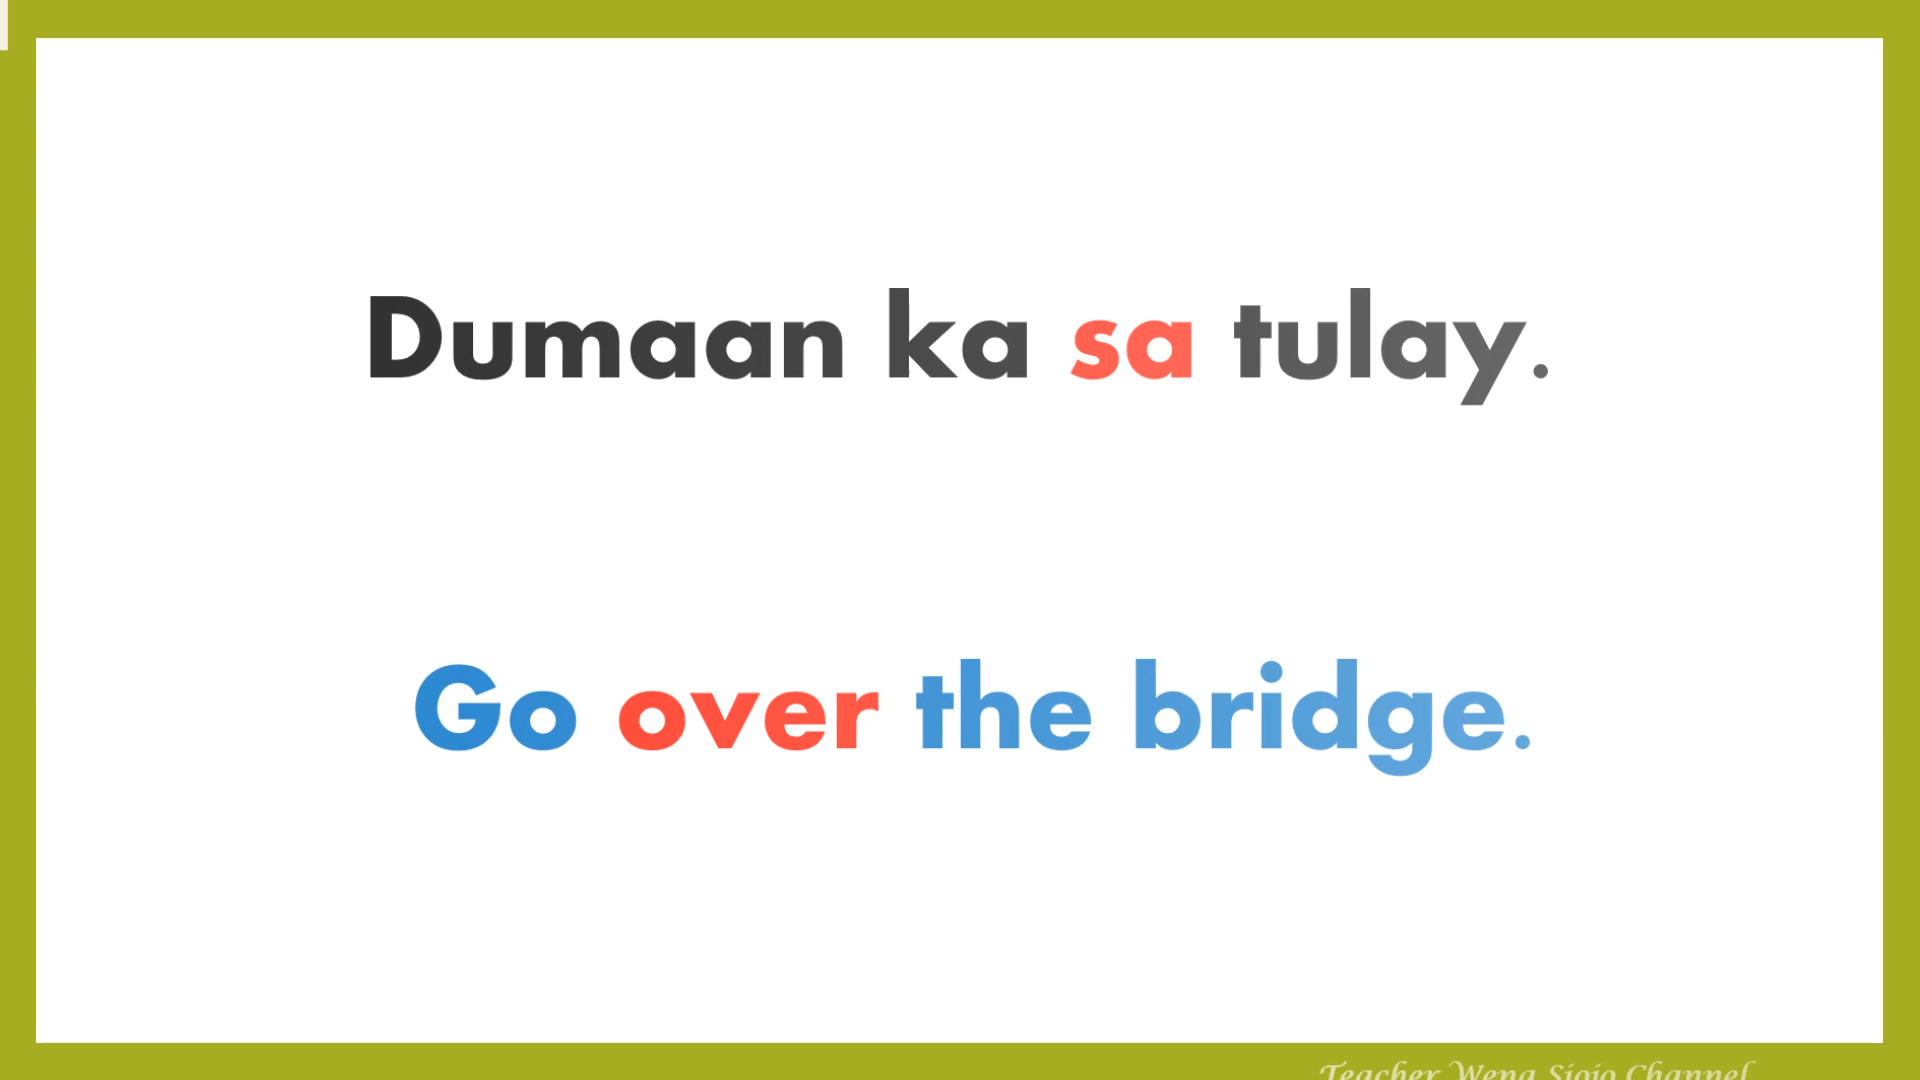 Dumaan ka sa tulay.
Go over the bridge.
Teacher Weng Siojo Channel